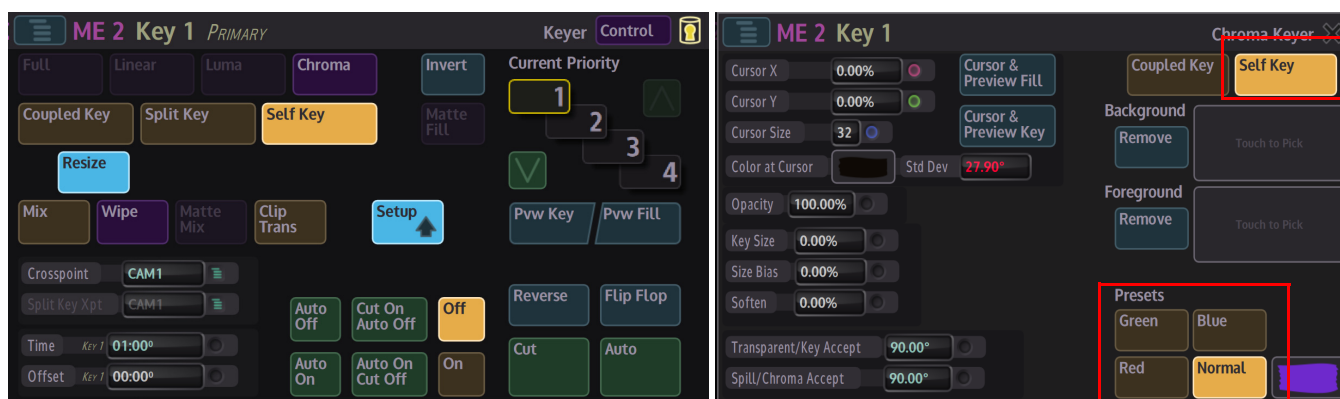 ME 2 Key 1 PRIMARY
Keyer Control
Full Linear Luma Chroma Invert
Current Priority
1
2
3
4
Coupled Key Split Key Self Key Matte Fill
Resize
Mix Wipe Matte Mix Clip Trans Setup
Pvw Key Pvw Fill
Crosspoint CAM1
Split Key Xpt CAM1
Time KEY 1 01:00⁰
Offset KEY 1 00:00⁰
Auto Off Cut On Auto Off Off
Auto On Auto On Cut Off On
Reverse Flip Flop
Cut Auto
ME 2 Key 1
Chroma Keyer
Cursor X 0.00%
Cursor Y 0.00%
Cursor Size 32
Cursor & Preview Fill
Cursor & Preview Key
Color at Cursor Std Dev 27.90°
Opacity 100.00%
Key Size 0.00%
Size Bias 0.00%
Soften 0.00%
Transparent/Key Accept 90.00°
Spill/Chroma Accept 90.00°
Coupled Key Self Key
Background
Remove Touch to Pick
Foreground
Remove Touch to Pick
Presets
Green Blue
Red Normal